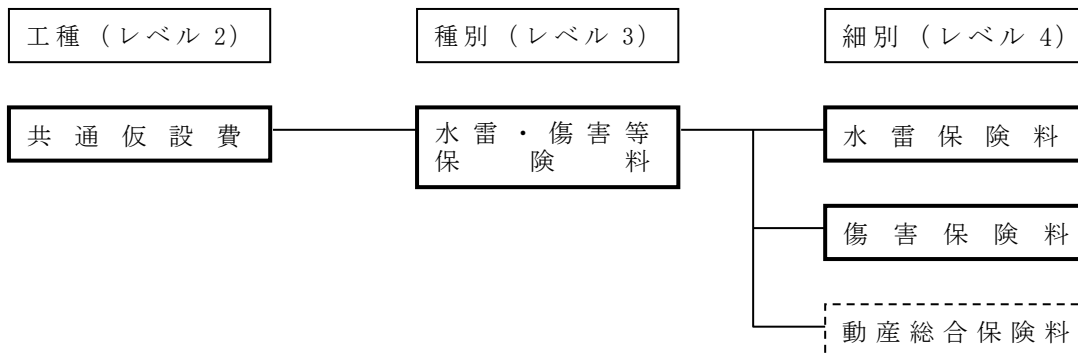 工種（レベル 2） 種別（レベル 3） 細別（レベル 4）
共通仮設費 水雷・傷害等 水雷保険料
保険料
傷害保険料
動産総合保険料